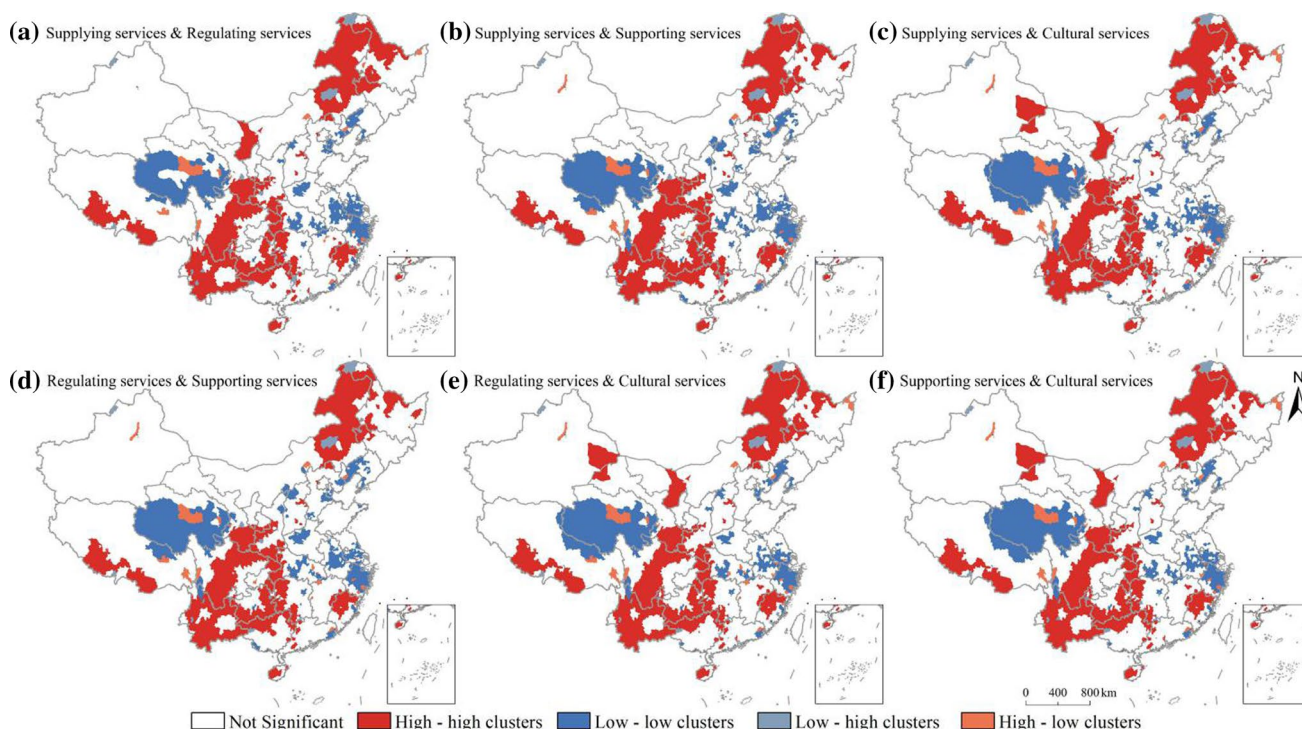 (a) Supplying services & Regulating services
(b) Supplying services & Supporting services
(c) Supplying services & Cultural services
(d) Regulating services & Supporting services
(e) Regulating services & Cultural services
(f) Supporting services & Cultural services
N
0 400 800 km
Not Significant High - high clusters Low - low clusters Low - high clusters High - low clusters